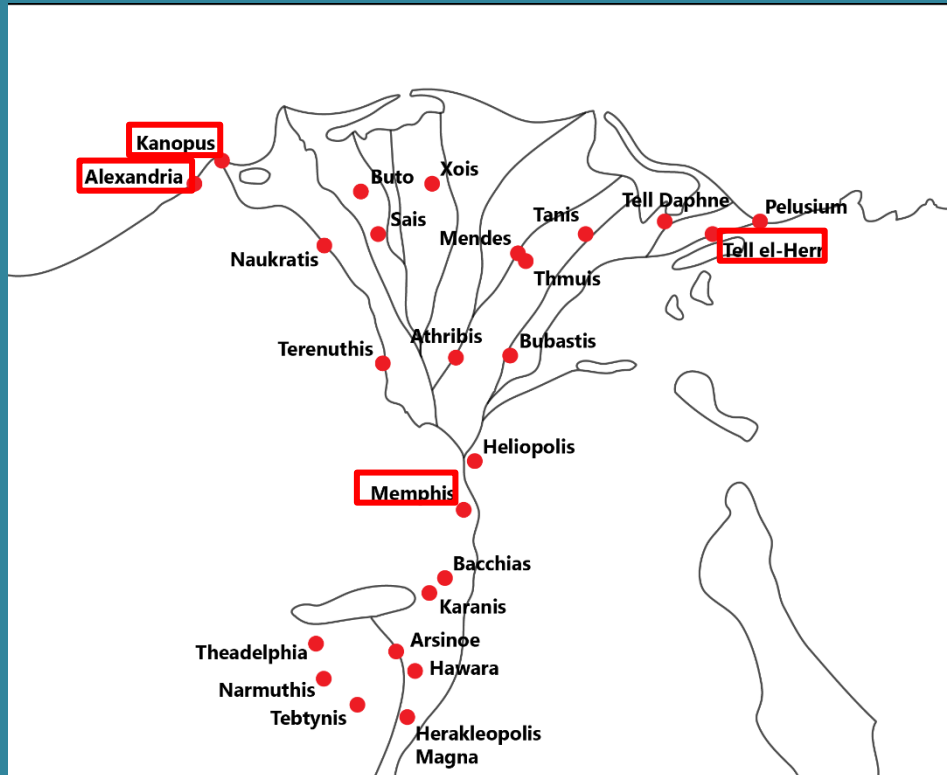 Kanopus
Alexandria
Buto
Xois
Sais
Naukratis
Mendes
Tanis
Thmuis
Tell Daphne
Pelusium
Tell el-Herr
Terenuthis
Athribis
Bubastis
Heliopolis
Memphis
Bacchias
Karanis
Theadelphia
Arsinoe
Hawara
Narmuthis
Tebtynis
Herakleopolis
Magna